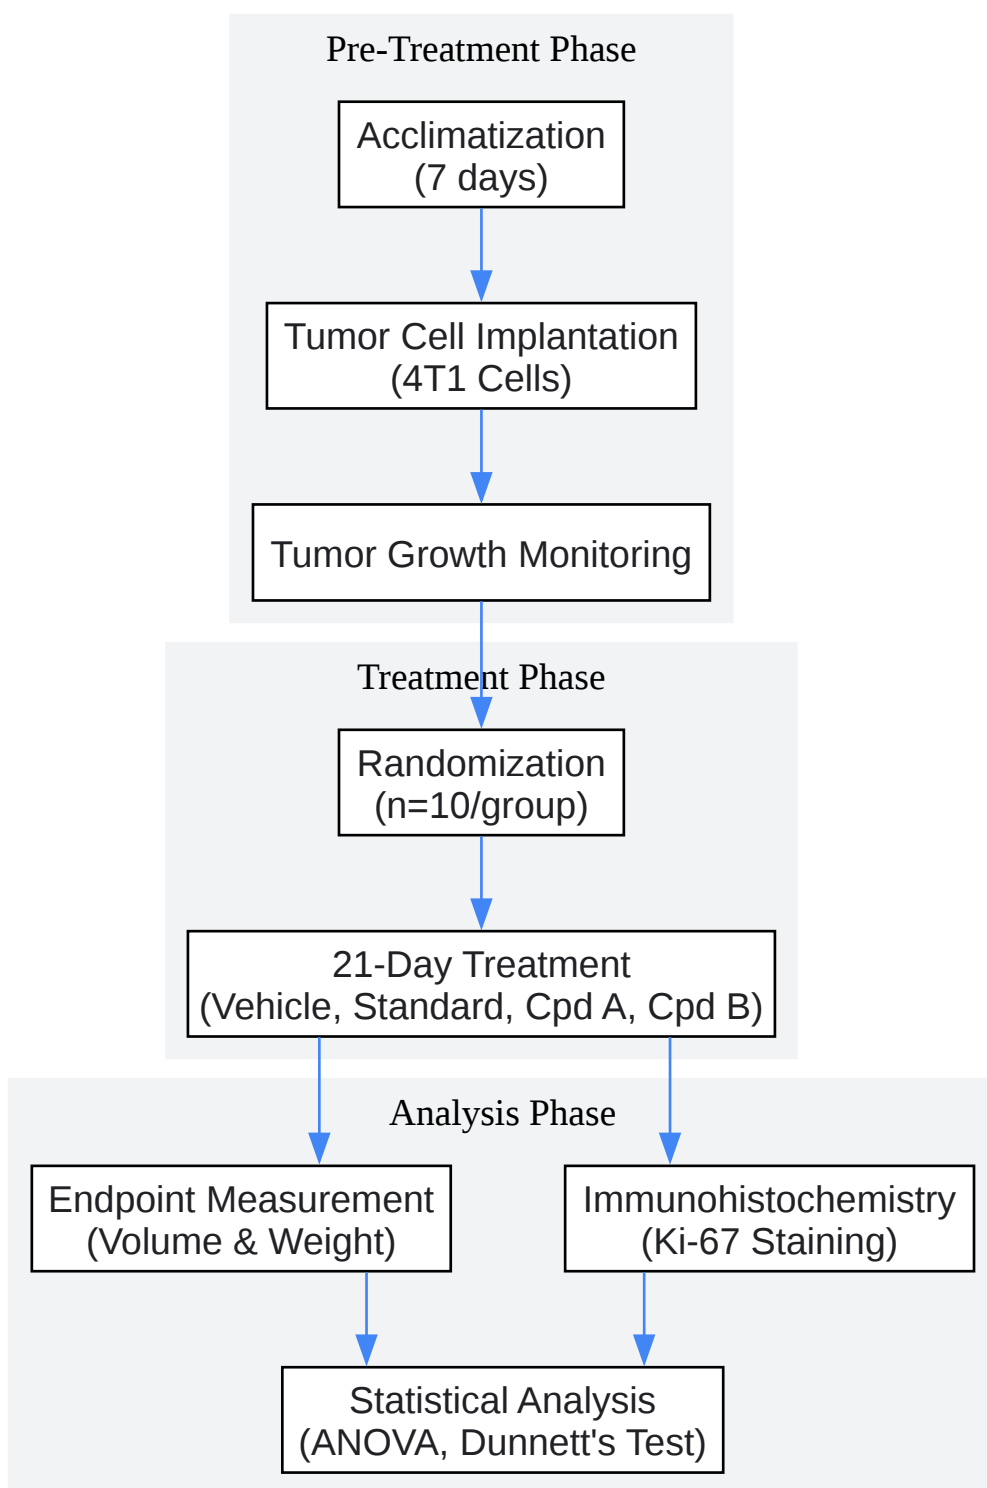 Pre-Treatment Phase
Acclimatization
(7 days)
Tumor Cell Implantation
(4T1 Cells)
Tumor Growth Monitoring
Treatment Phase
Randomization
(n=10/group)
21-Day Treatment
(Vehicle, Standard, Cpd A, Cpd B)
Analysis Phase
Endpoint Measurement
(Volume & Weight)
Immunohistochemistry
(Ki-67 Staining)
Statistical Analysis
(ANOVA, Dunnett's Test)